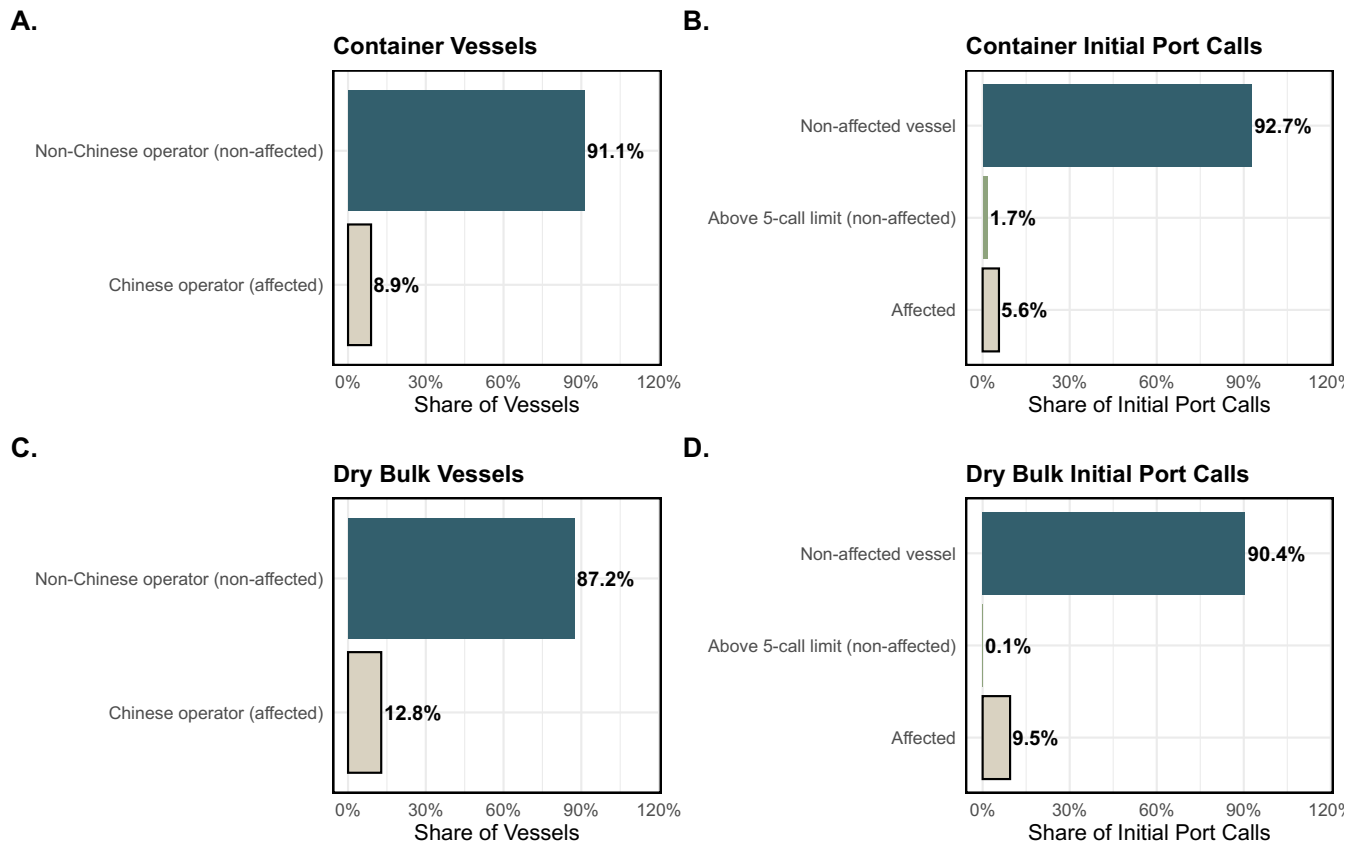 A.
Container Vessels
Non-Chinese operator (non-affected)
91.1%
Chinese operator (affected)
8.9%
0% 30% 60% 90% 120%
Share of Vessels
B.
Container Initial Port Calls
Non-affected vessel
92.7%
Above 5-call limit (non-affected)
1.7%
Affected
5.6%
0% 30% 60% 90% 120%
Share of Initial Port Calls
C.
Dry Bulk Vessels
Non-Chinese operator (non-affected)
87.2%
Chinese operator (affected)
12.8%
0% 30% 60% 90% 120%
Share of Vessels
D.
Dry Bulk Initial Port Calls
Non-affected vessel
90.4%
Above 5-call limit (non-affected)
0.1%
Affected
9.5%
0% 30% 60% 90% 120%
Share of Initial Port Calls